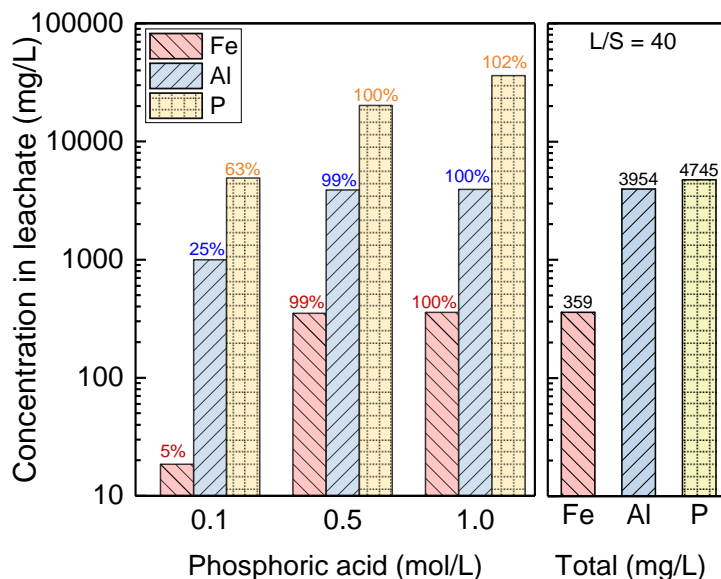 Concentration in leachate (mg/L)
100000
10000
1000
100
10
Fe
Al
P
5%
25%
63%
99%
99%
100%
100%
100%
102%
0.1
0.5
1.0
Phosphoric acid (mol/L)
L/S = 40
359
3954
4745
Fe
Al
P
Total (mg/L)